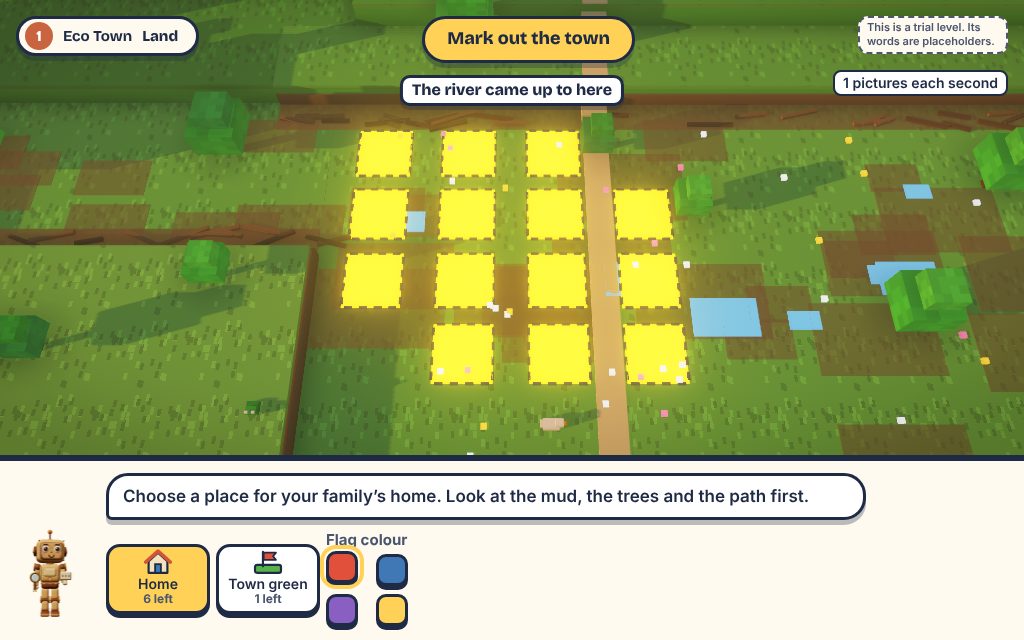 1 Eco Town Land
Mark out the town
This is a trial level. Its
words are placeholders.
The river came up to here
1 pictures each second
Choose a place for your family's home. Look at the mud, the trees and the path first.
Flag colour
Home
6 left
Town green
1 left